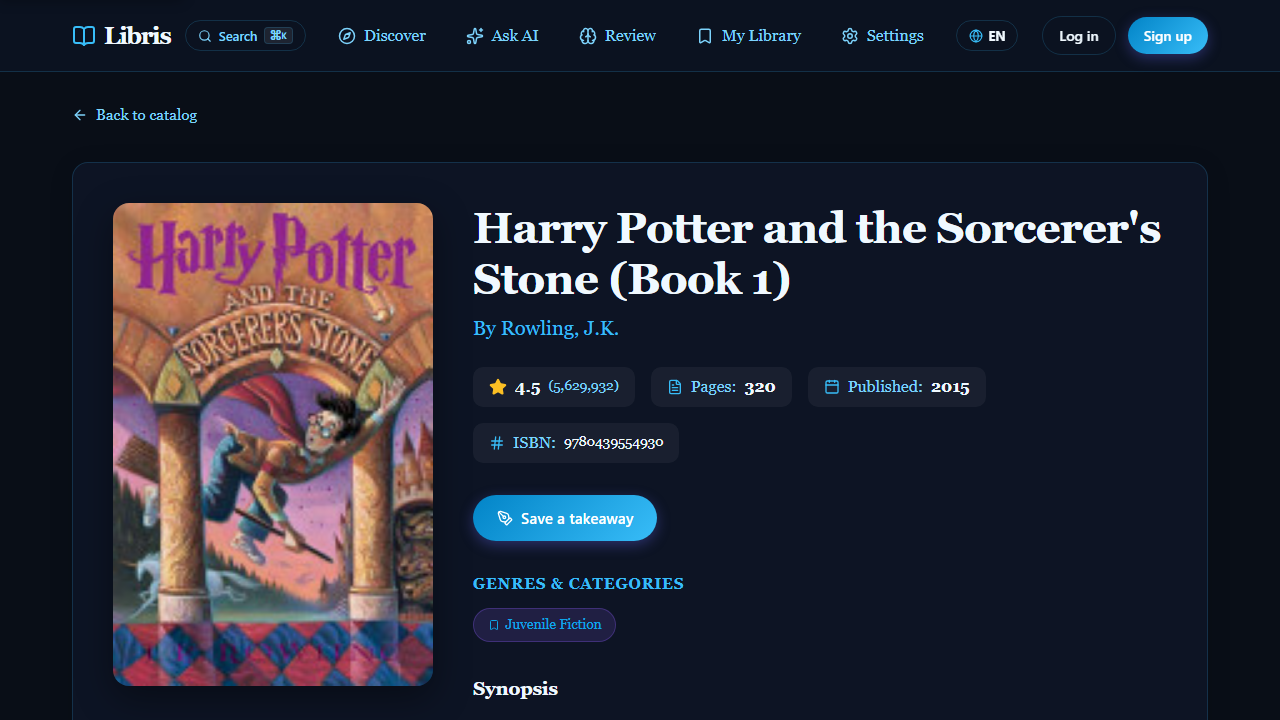 Libris
Search ⌘K
Discover
Ask AI
Review
My Library
Settings
EN
Log in
Sign up
Back to catalog
Harry Potter
AND THE
SORCERER'S STONE
Harry Potter and the Sorcerer's
Stone (Book 1)
By Rowling, J.K.
4.5 (5,629,932)
Pages: 320
Published: 2015
# ISBN: 9780439554930
Save a takeaway
GENRES & CATEGORIES
Juvenile Fiction
Synopsis